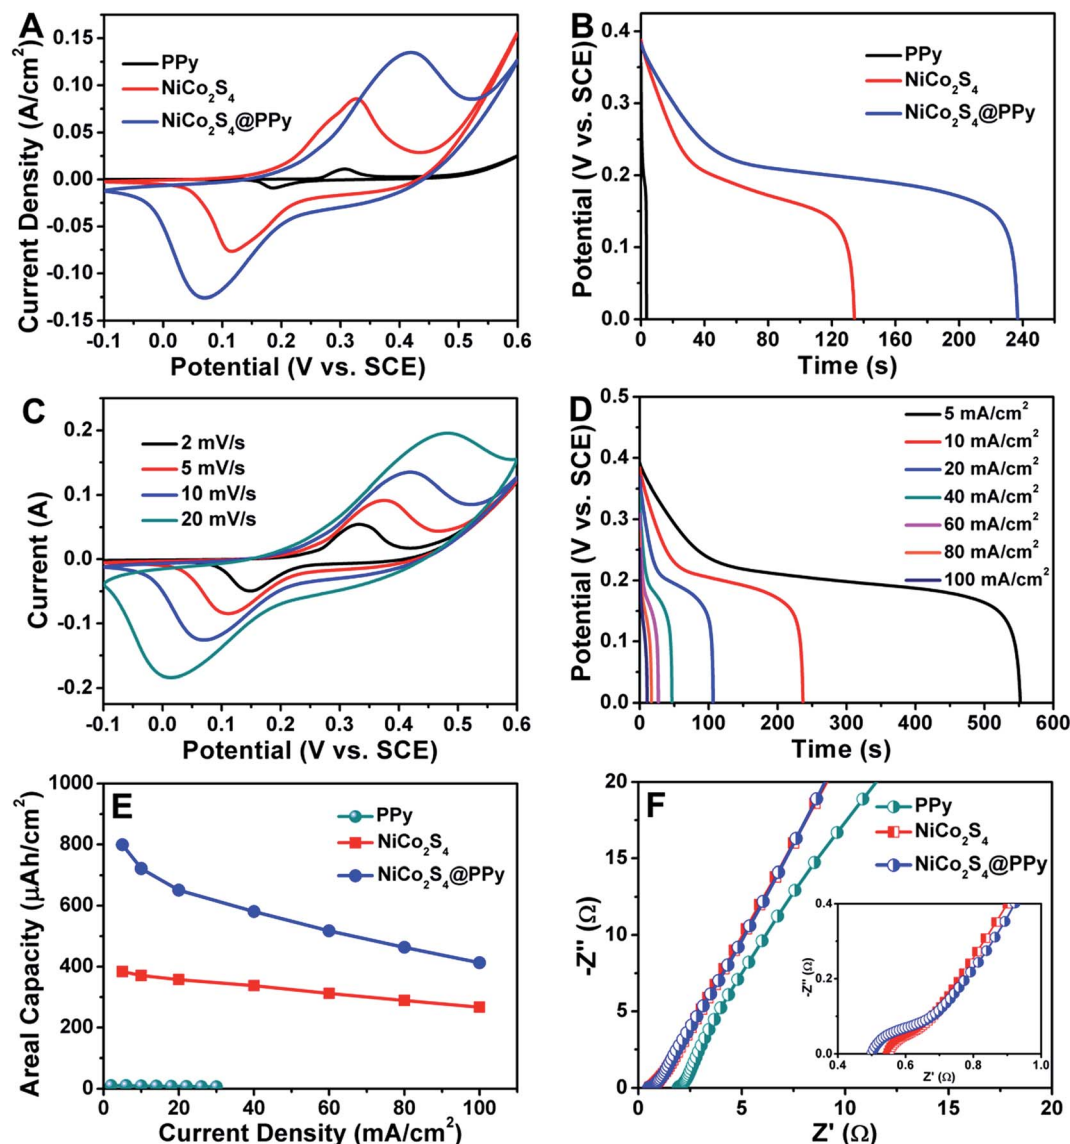 A
0.15
0.10
0.05
0.00
-0.05
-0.10
-0.15
Current Density (A/cm²)
PPy
NiCo₂S₄
NiCo₂S₄@PPy
-0.1 0.0 0.1 0.2 0.3 0.4 0.5 0.6
Potential (V vs. SCE)
B
0.4
0.3
0.2
0.1
0.0
Potential (V vs. SCE)
PPy
NiCo₂S₄
NiCo₂S₄@PPy
0 40 80 120 160 200 240
Time (s)
C
0.2
0.1
0.0
-0.1
-0.2
Current (A)
2 mV/s
5 mV/s
10 mV/s
20 mV/s
-0.1 0.0 0.1 0.2 0.3 0.4 0.5 0.6
Potential (V vs. SCE)
D
0.5
0.4
0.3
0.2
0.1
0.0
Potential (V vs. SCE)
5 mA/cm²
10 mA/cm²
20 mA/cm²
40 mA/cm²
60 mA/cm²
80 mA/cm²
100 mA/cm²
0 100 200 300 400 500 600
Time (s)
E
1000
800
600
400
200
0
Areal Capacity (μAh/cm²)
PPy
NiCo₂S₄
NiCo₂S₄@PPy
0 20 40 60 80 100
Current Density (mA/cm²)
F
20
15
10
5
0
-Z'' (Ω)
PPy
NiCo₂S₄
NiCo₂S₄@PPy
0.4
0.2
0.0
-Z'' (Ω)
0.4 0.6 0.8 1.0
Z' (Ω)
0 5 10 15 20
Z' (Ω)